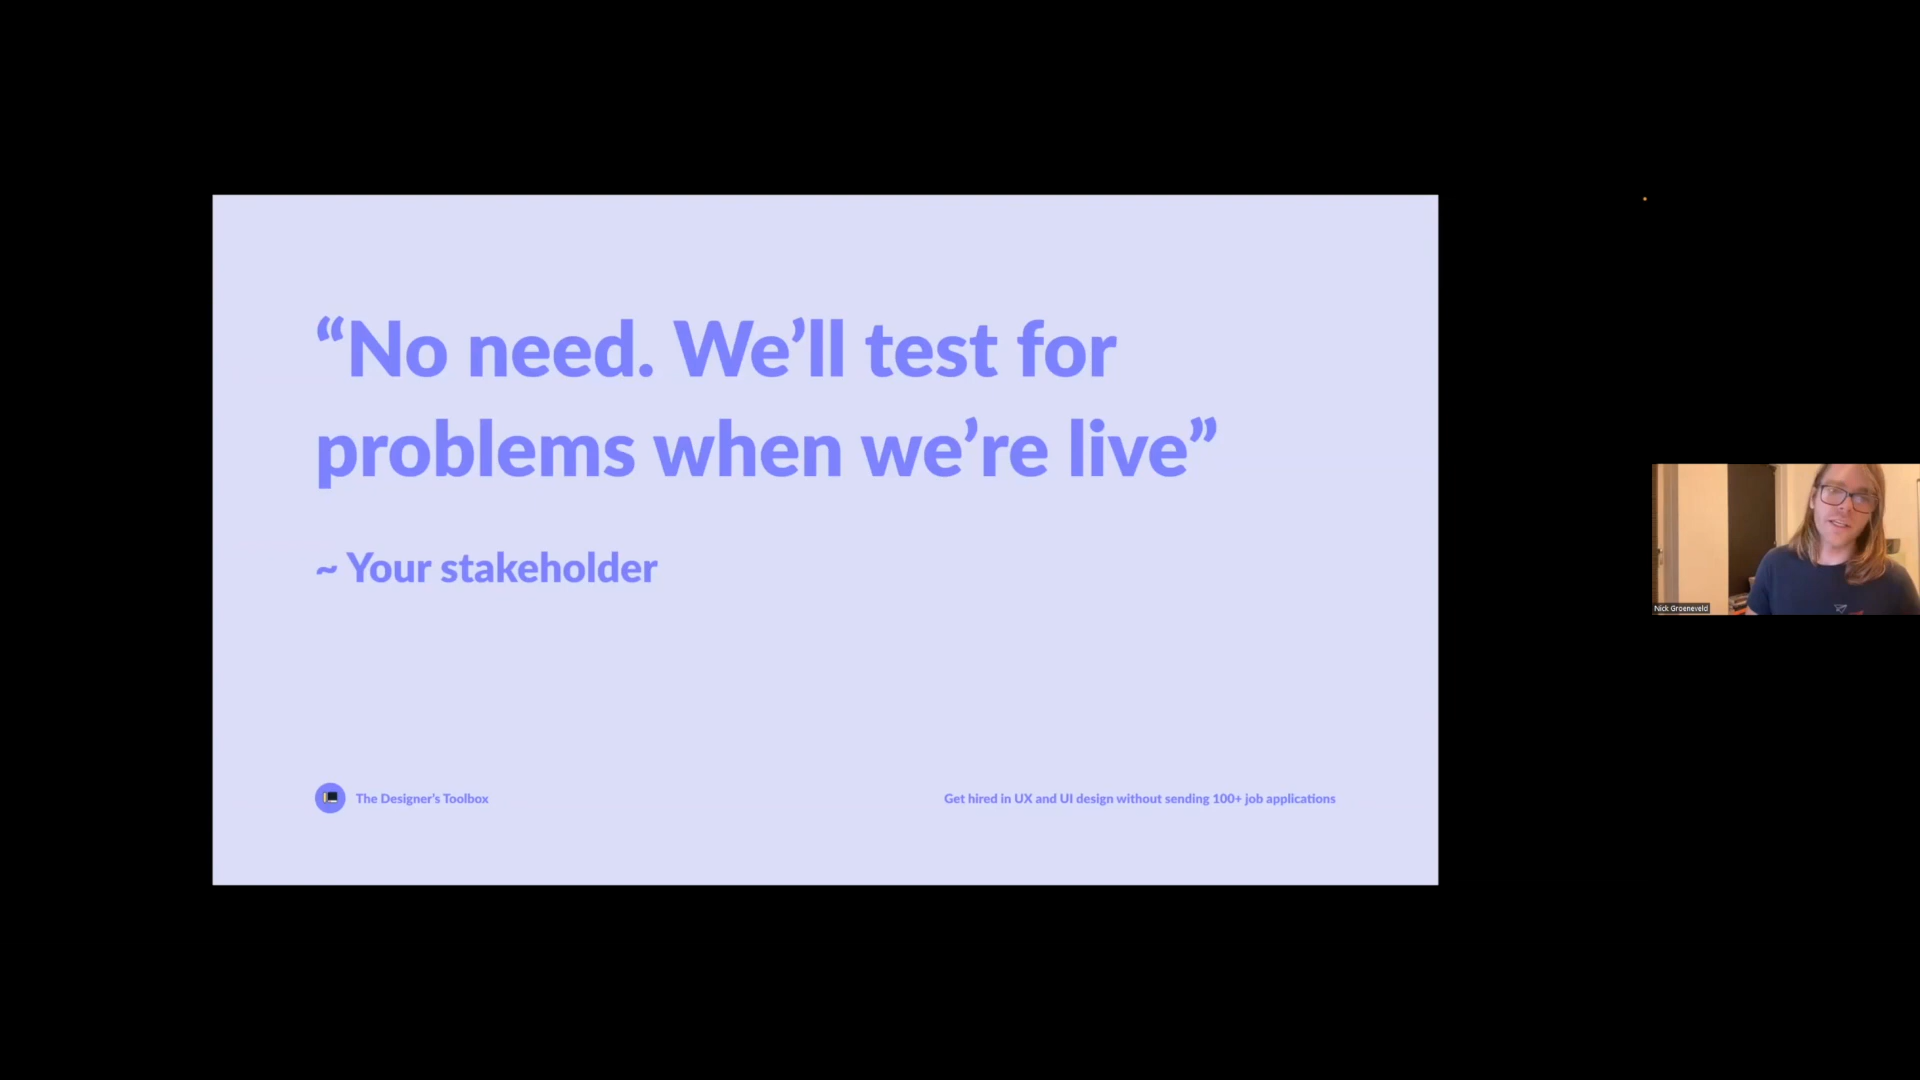 “No need. We’ll test for
problems when we’re live”
~ Your stakeholder
The Designer’s Toolbox
Get hired in UX and UI design without sending 100+ job applications
Nick Groeneveld